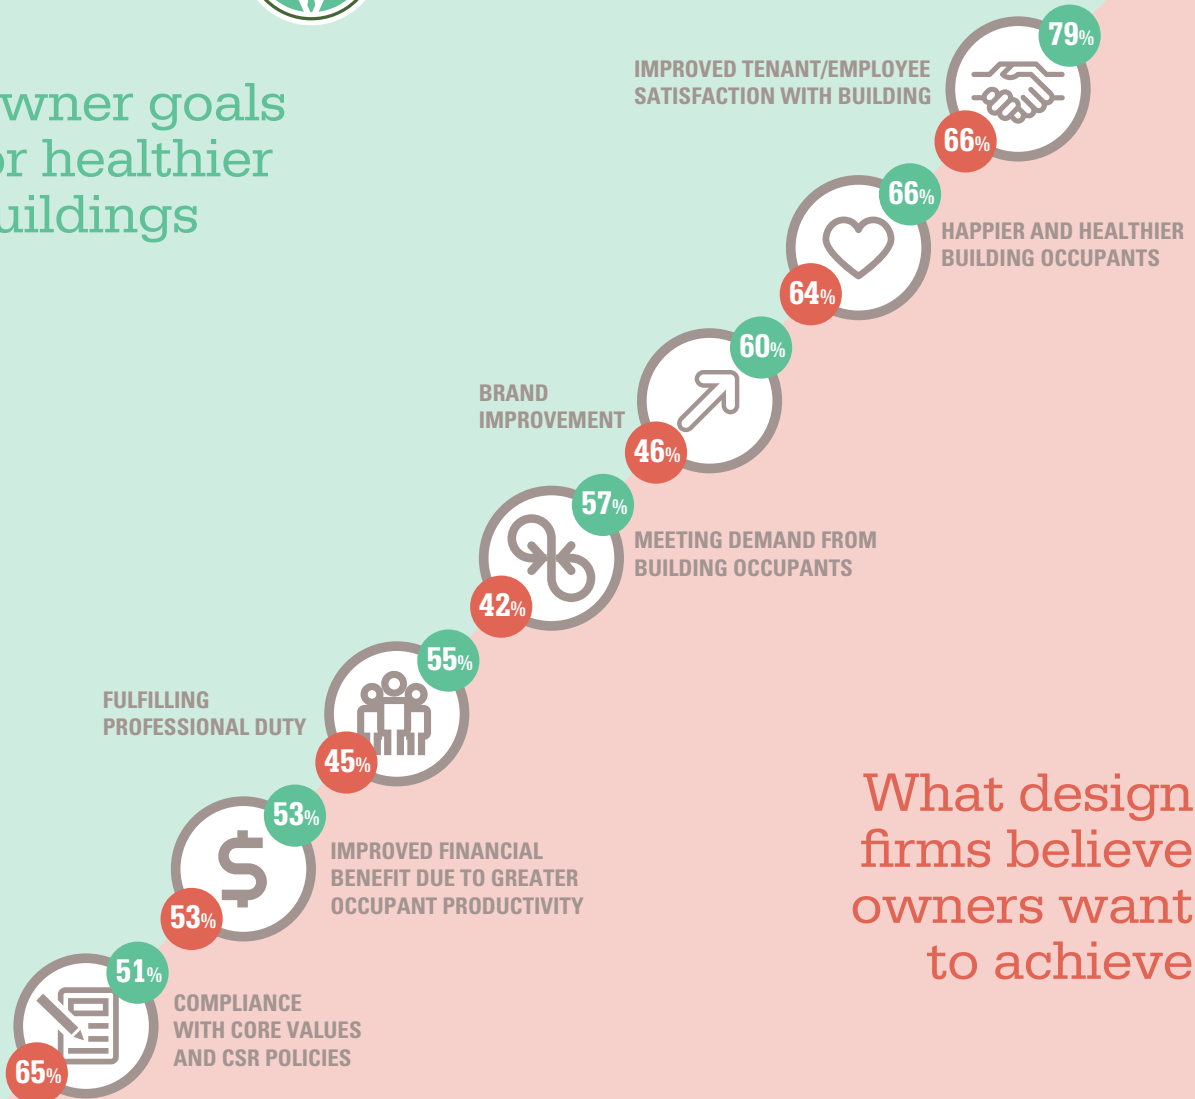 wner goals
or healthier
uildings
79%
IMPROVED TENANT/EMPLOYEE
SATISFACTION WITH BUILDING
66%
66%
HAPPIER AND HEALTHIER
BUILDING OCCUPANTS
64%
60%
BRAND
IMPROVEMENT
46%
57%
MEETING DEMAND FROM
BUILDING OCCUPANTS
42%
55%
FULFILLING
PROFESSIONAL DUTY
45%
53%
IMPROVED FINANCIAL
BENEFIT DUE TO GREATER
OCCUPANT PRODUCTIVITY
53%
51%
COMPLIANCE
WITH CORE VALUES
AND CSR POLICIES
65%
What design
firms believe
owners want
to achieve